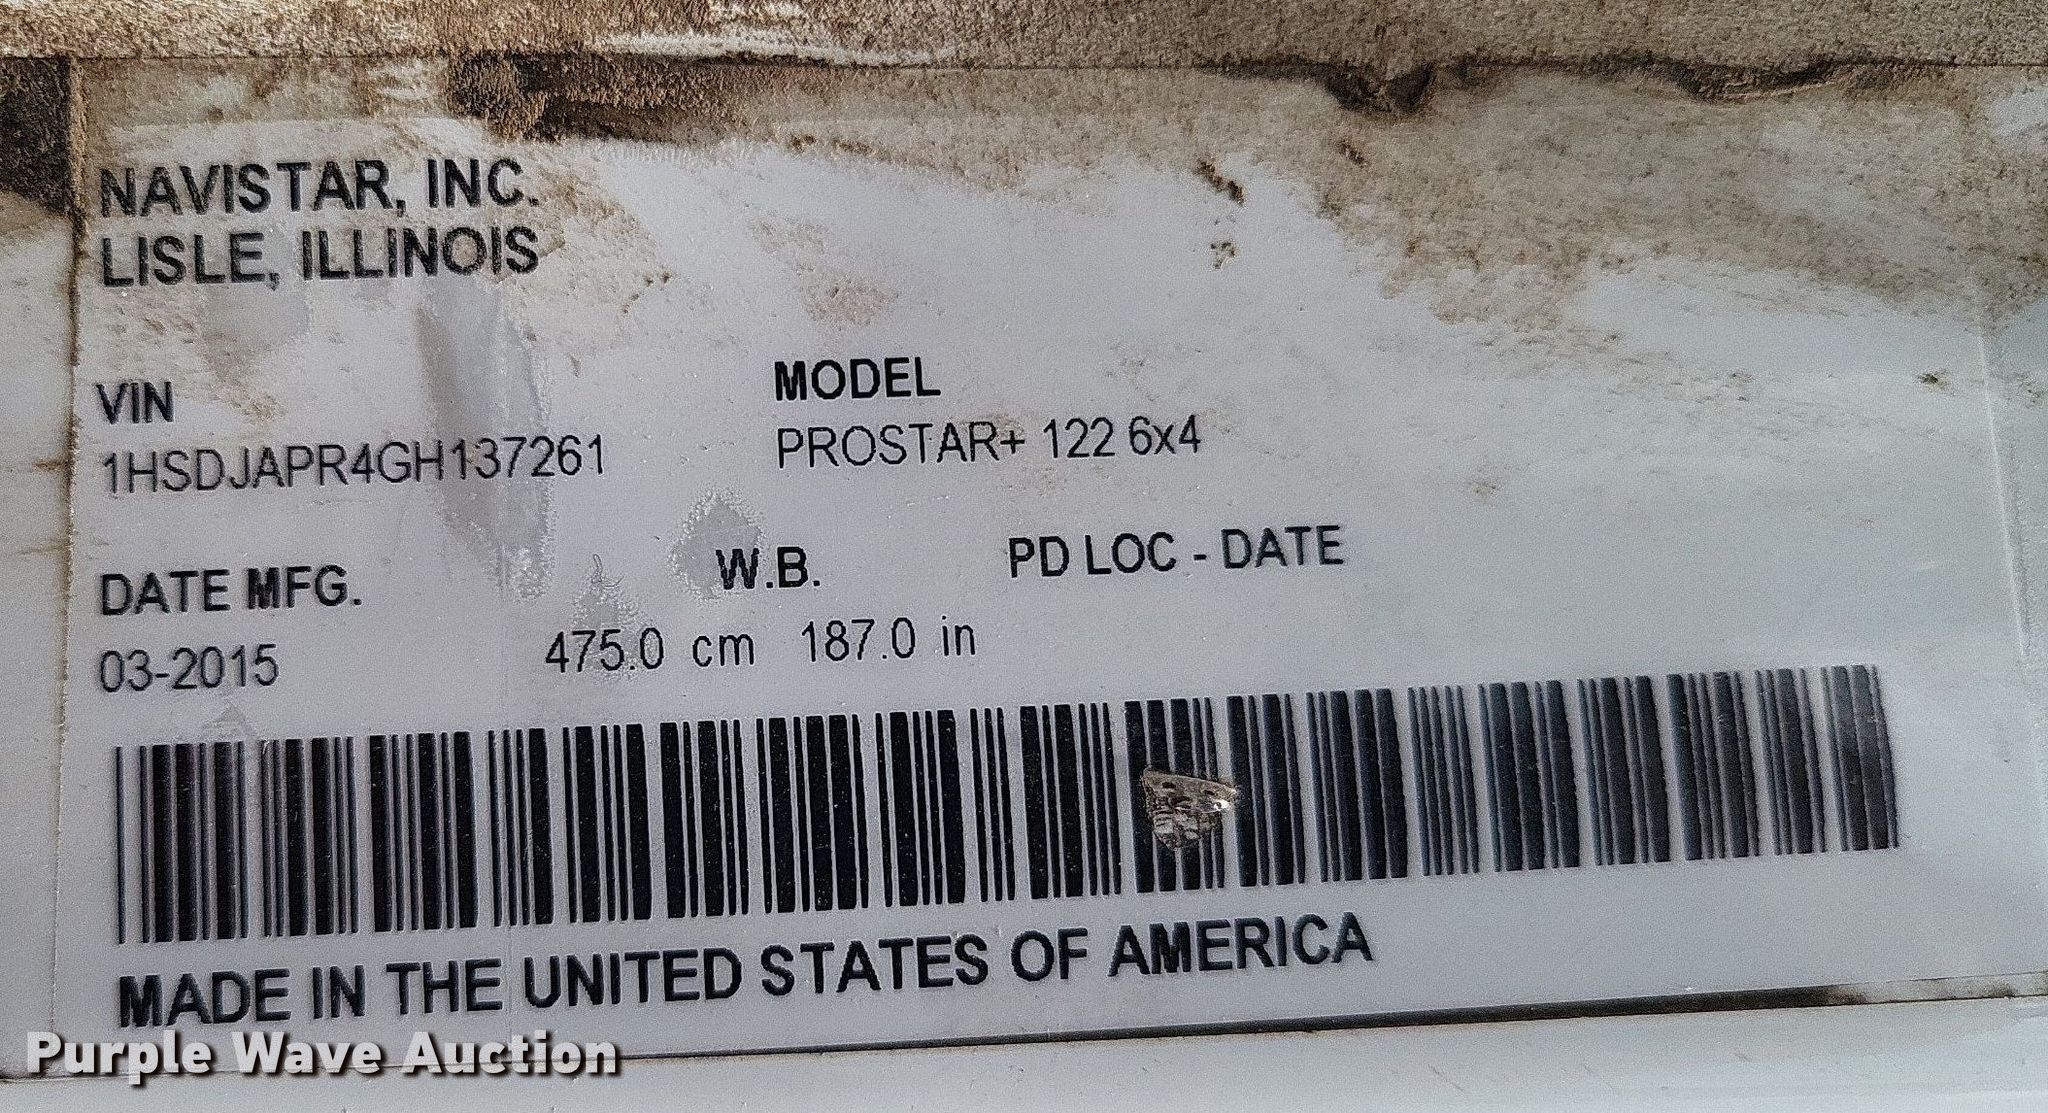 NAVISTAR, INC.
LISLE, ILLINOIS
VIN
1HSDJAPR4GH137261
MODEL
PROSTAR+ 122 6x4
DATE MFG.
03-2015
W.B.
475.0 cm 187.0 in
PD LOC - DATE
MADE IN THE UNITED STATES OF AMERICA
Purple Wave Auction